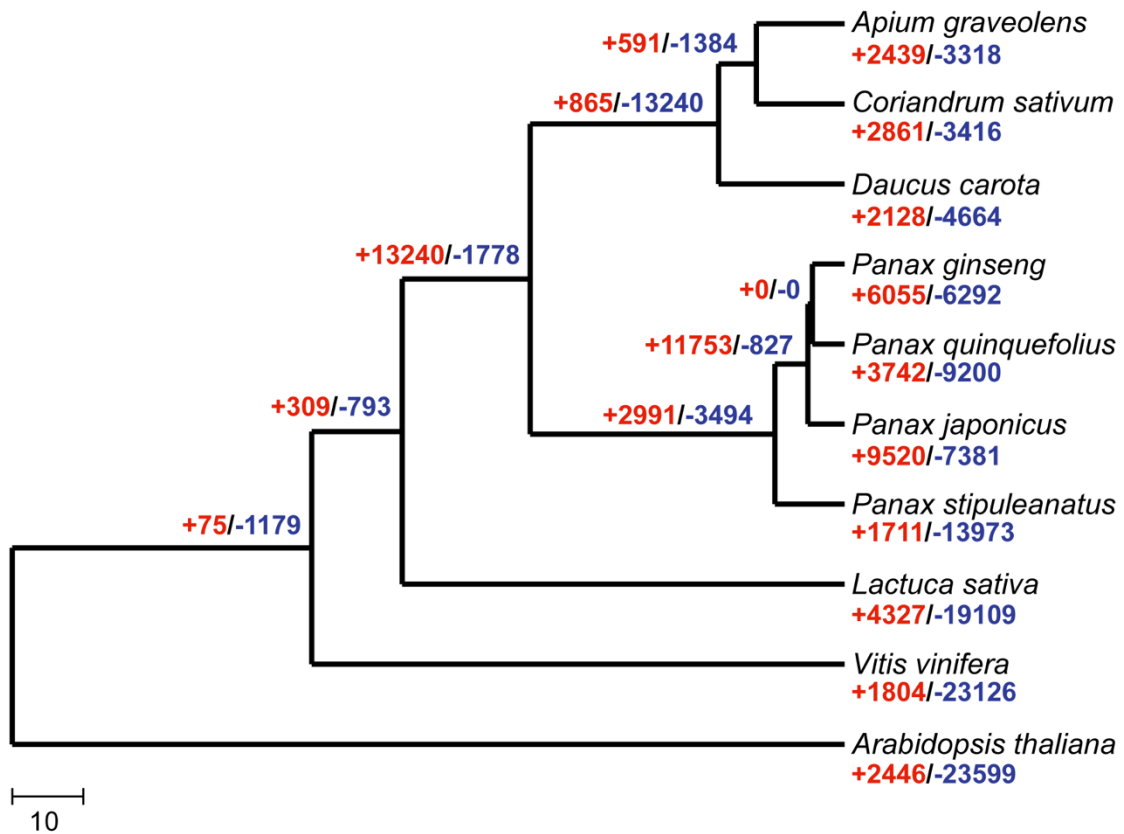 Apium graveolens
+591/-1384
+2439/-3318
+865/-13240
Coriandrum sativum
+2861/-3416
Daucus carota
+2128/-4664
+13240/-1778
Panax ginseng
+0/-0
+6055/-6292
+11753/-827
Panax quinquefolius
+3742/-9200
+309/-793
+2991/-3494
Panax japonicus
+9520/-7381
Panax stipuleanatus
+75/-1179
+1711/-13973
Lactuca sativa
+4327/-19109
Vitis vinifera
+1804/-23126
Arabidopsis thaliana
+2446/-23599
10